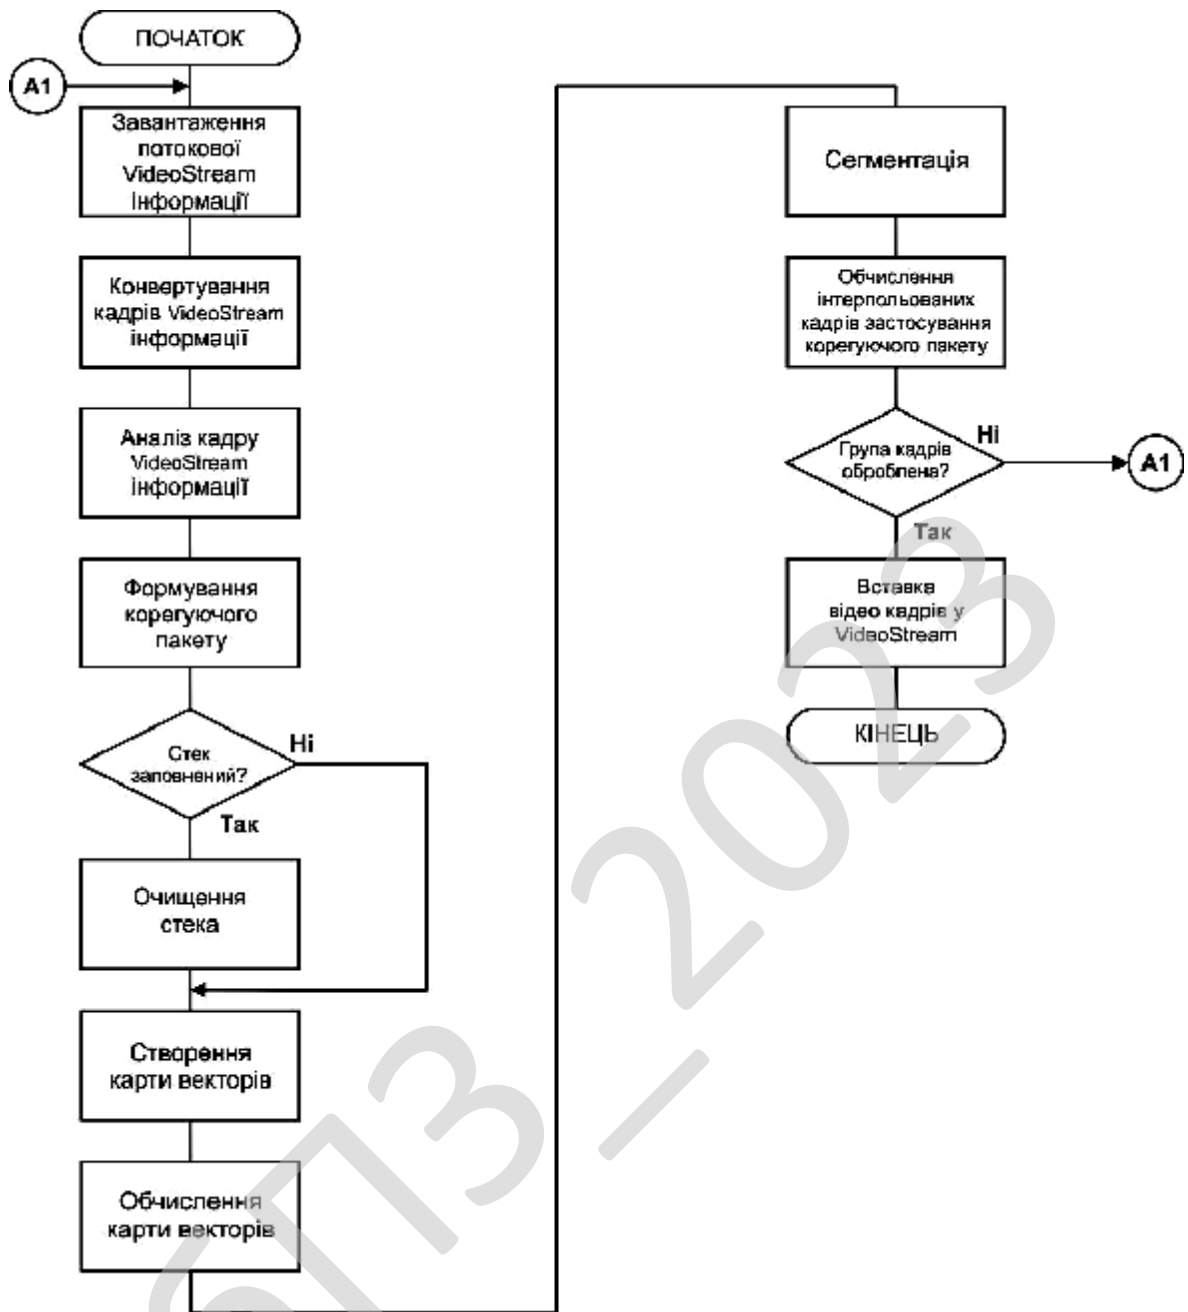 ПОЧАТОК
A1
Завантаження
потокової
VideoStream
Інформації
Конвертування
кадрів VideoStream
інформації
Аналіз кадру
VideoStream
інформації
Формування
корегуючого
пакету
Стек
заповнений?
Ні
Так
Очищення
стека
Створення
карти векторів
Обчислення
карти векторів
Сегментація
Обчислення
інтерпольованих
кадрів застосування
корегуючого пакету
Група кадрів
оброблена?
Ні
A1
Так
Вставка
відео кадрів у
VideoStream
КІНЕЦЬ
ПЗ_2023